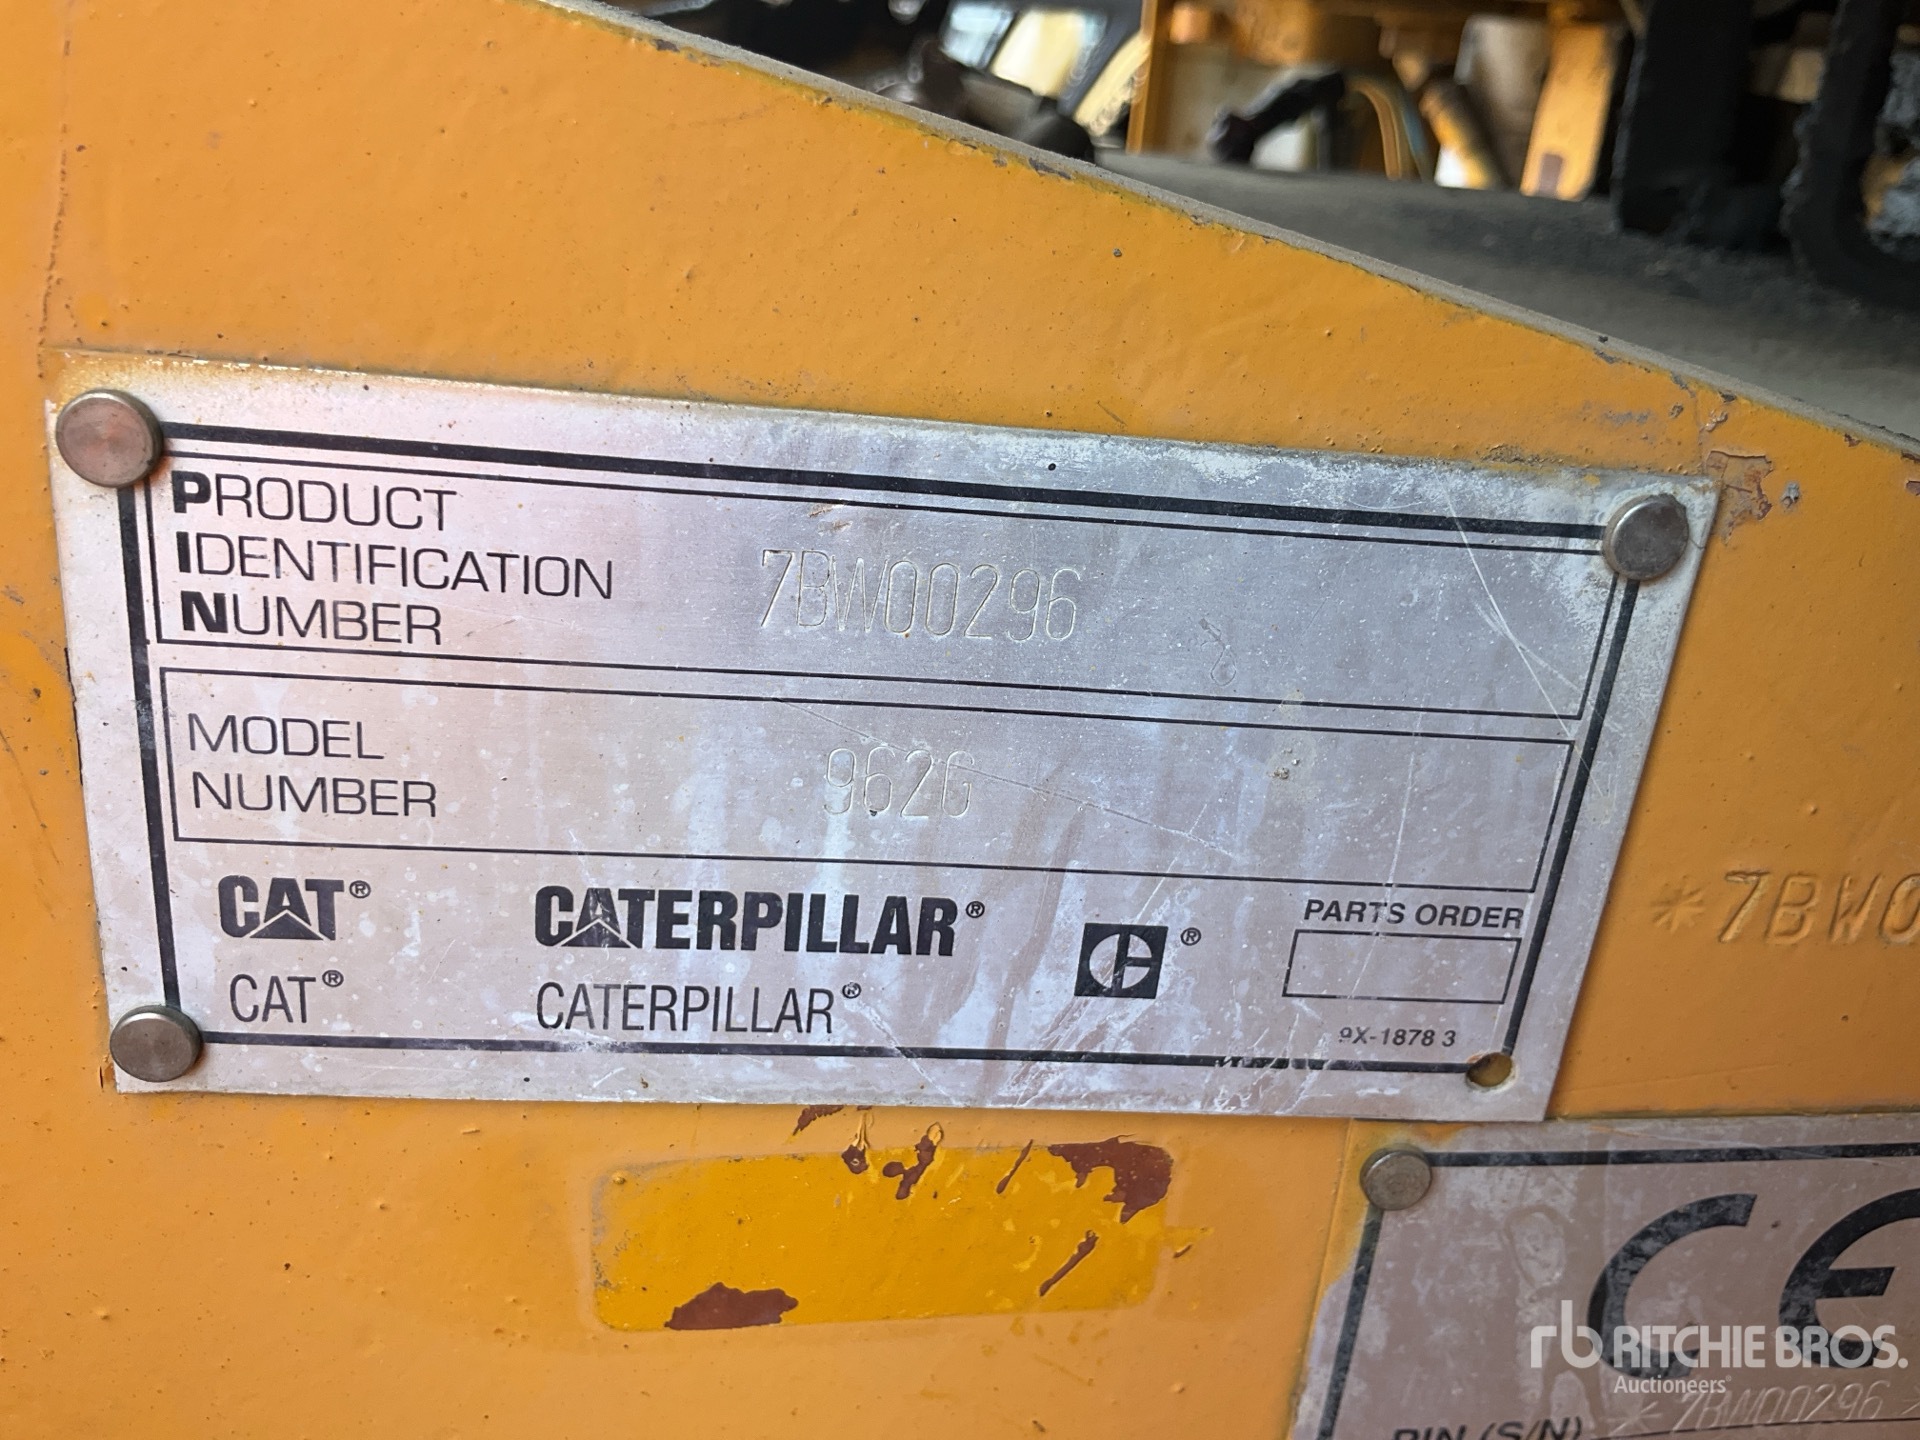 PRODUCT
IDENTIFICATION 7BW00296
NUMBER
MODEL
NUMBER 962G
CAT® CATERPILLAR® ®
PARTS ORDER
CAT® CATERPILLAR®
9X-1878 3
*7BW0
CE
PIN (S/N) *7BW00296*
rb RITCHIE BROS.
Auctioneers